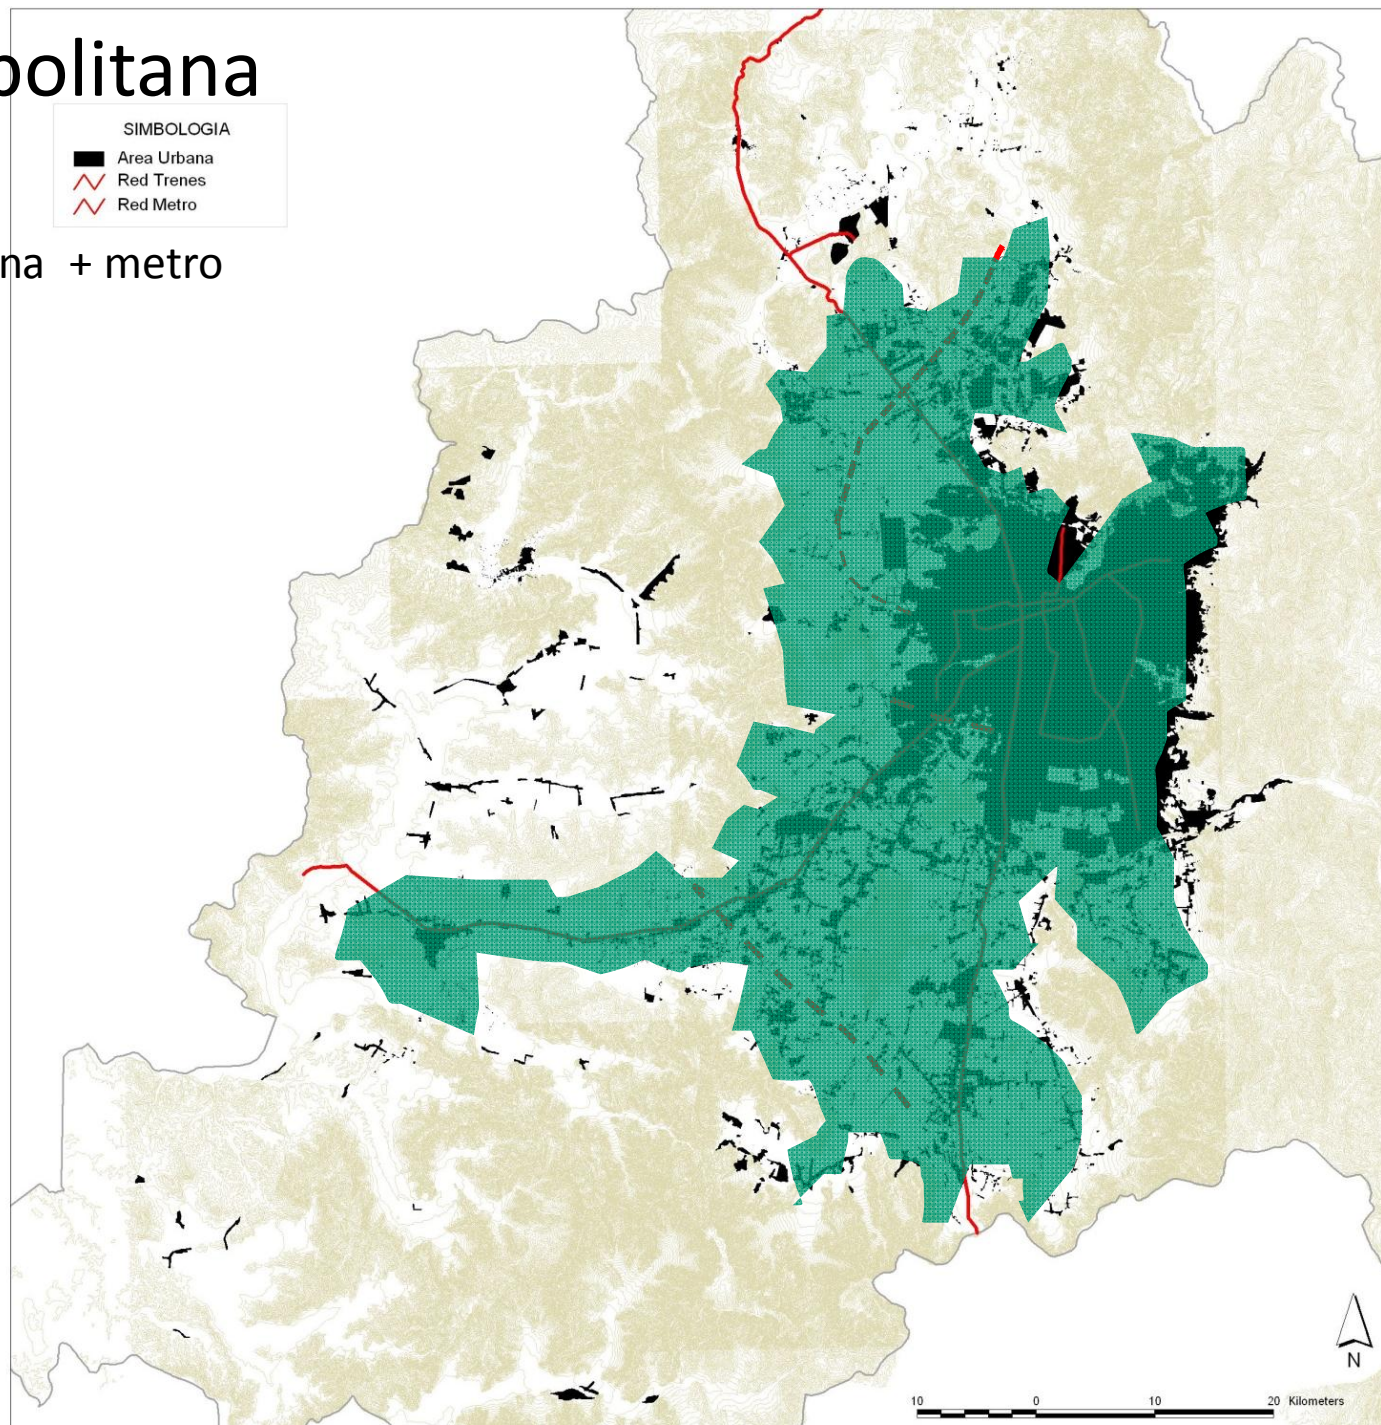 politana
SIMBOLOGIA
Area Urbana
Red Trenes
Red Metro
na + metro
N
10 0 10 20 Kilometers